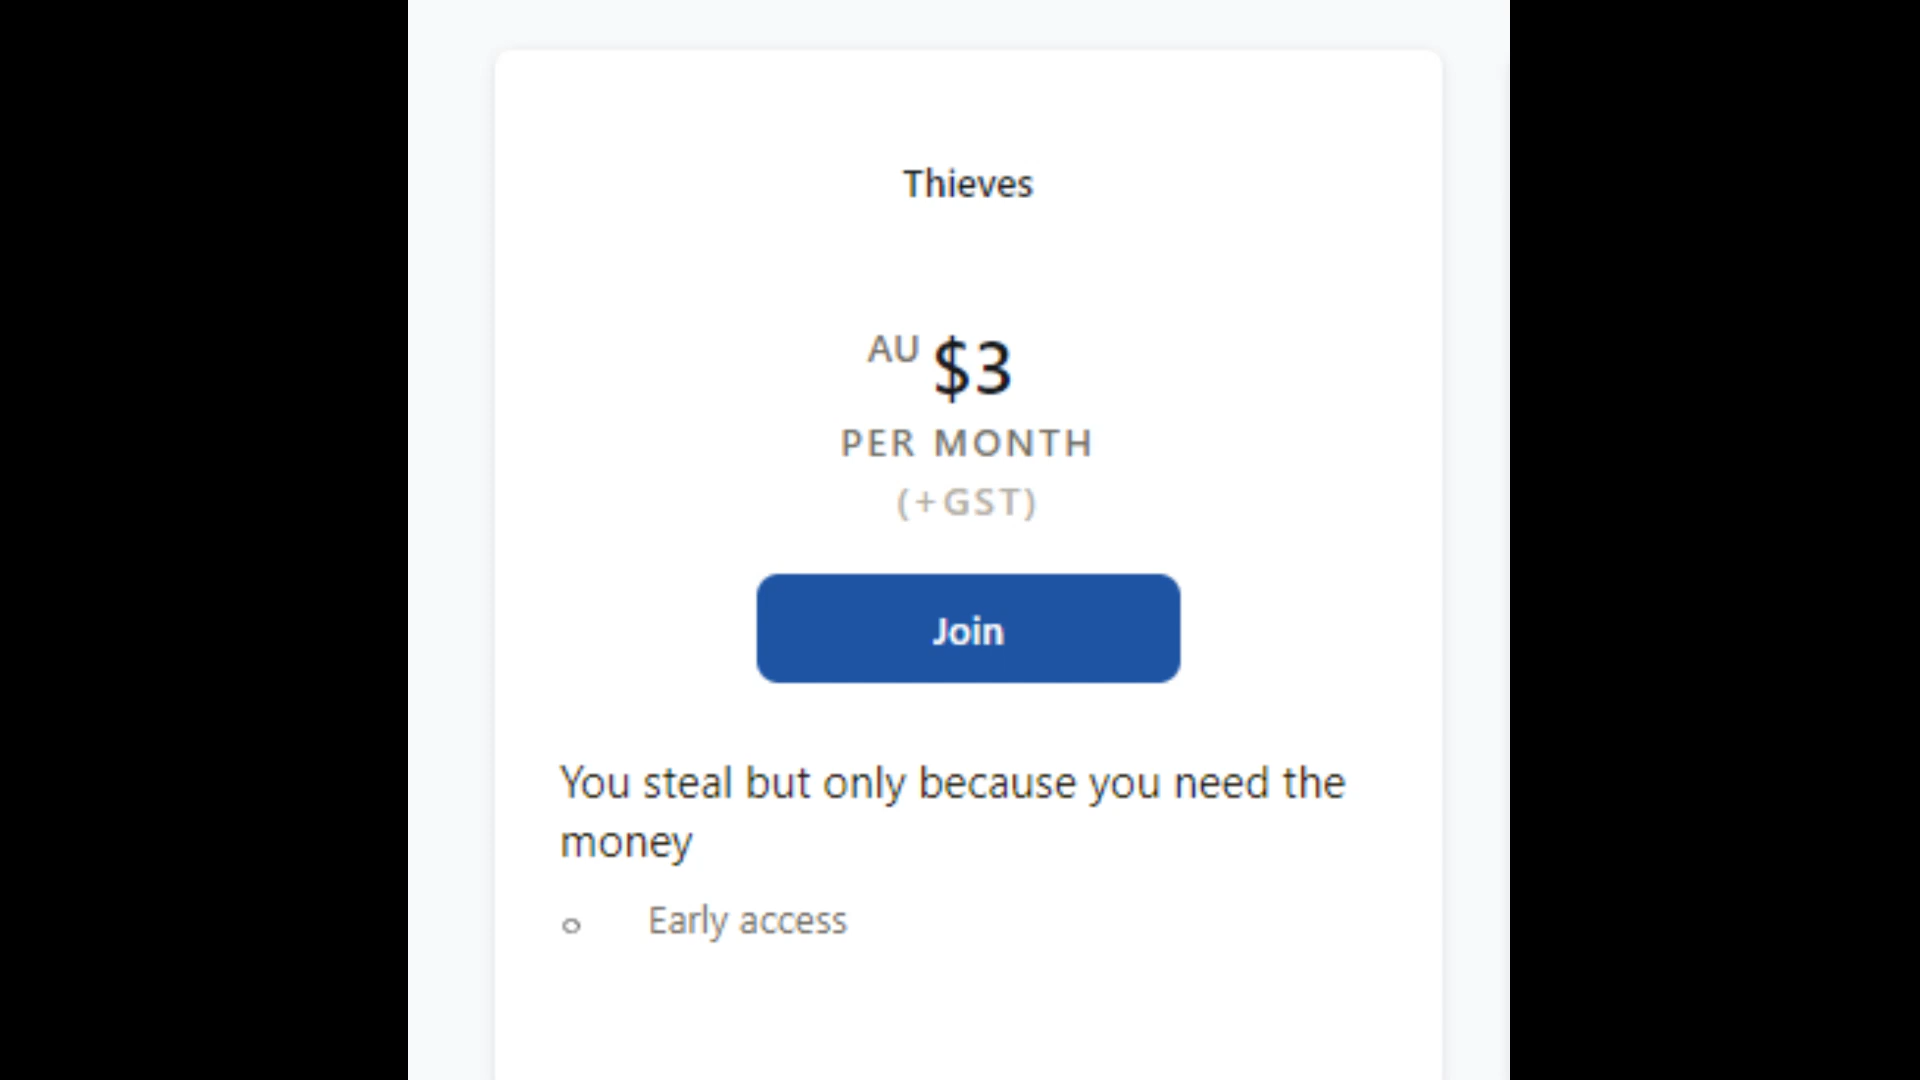 Thieves
AU $3
PER MONTH
(+GST)
Join
You steal but only because you need the
money
Early access